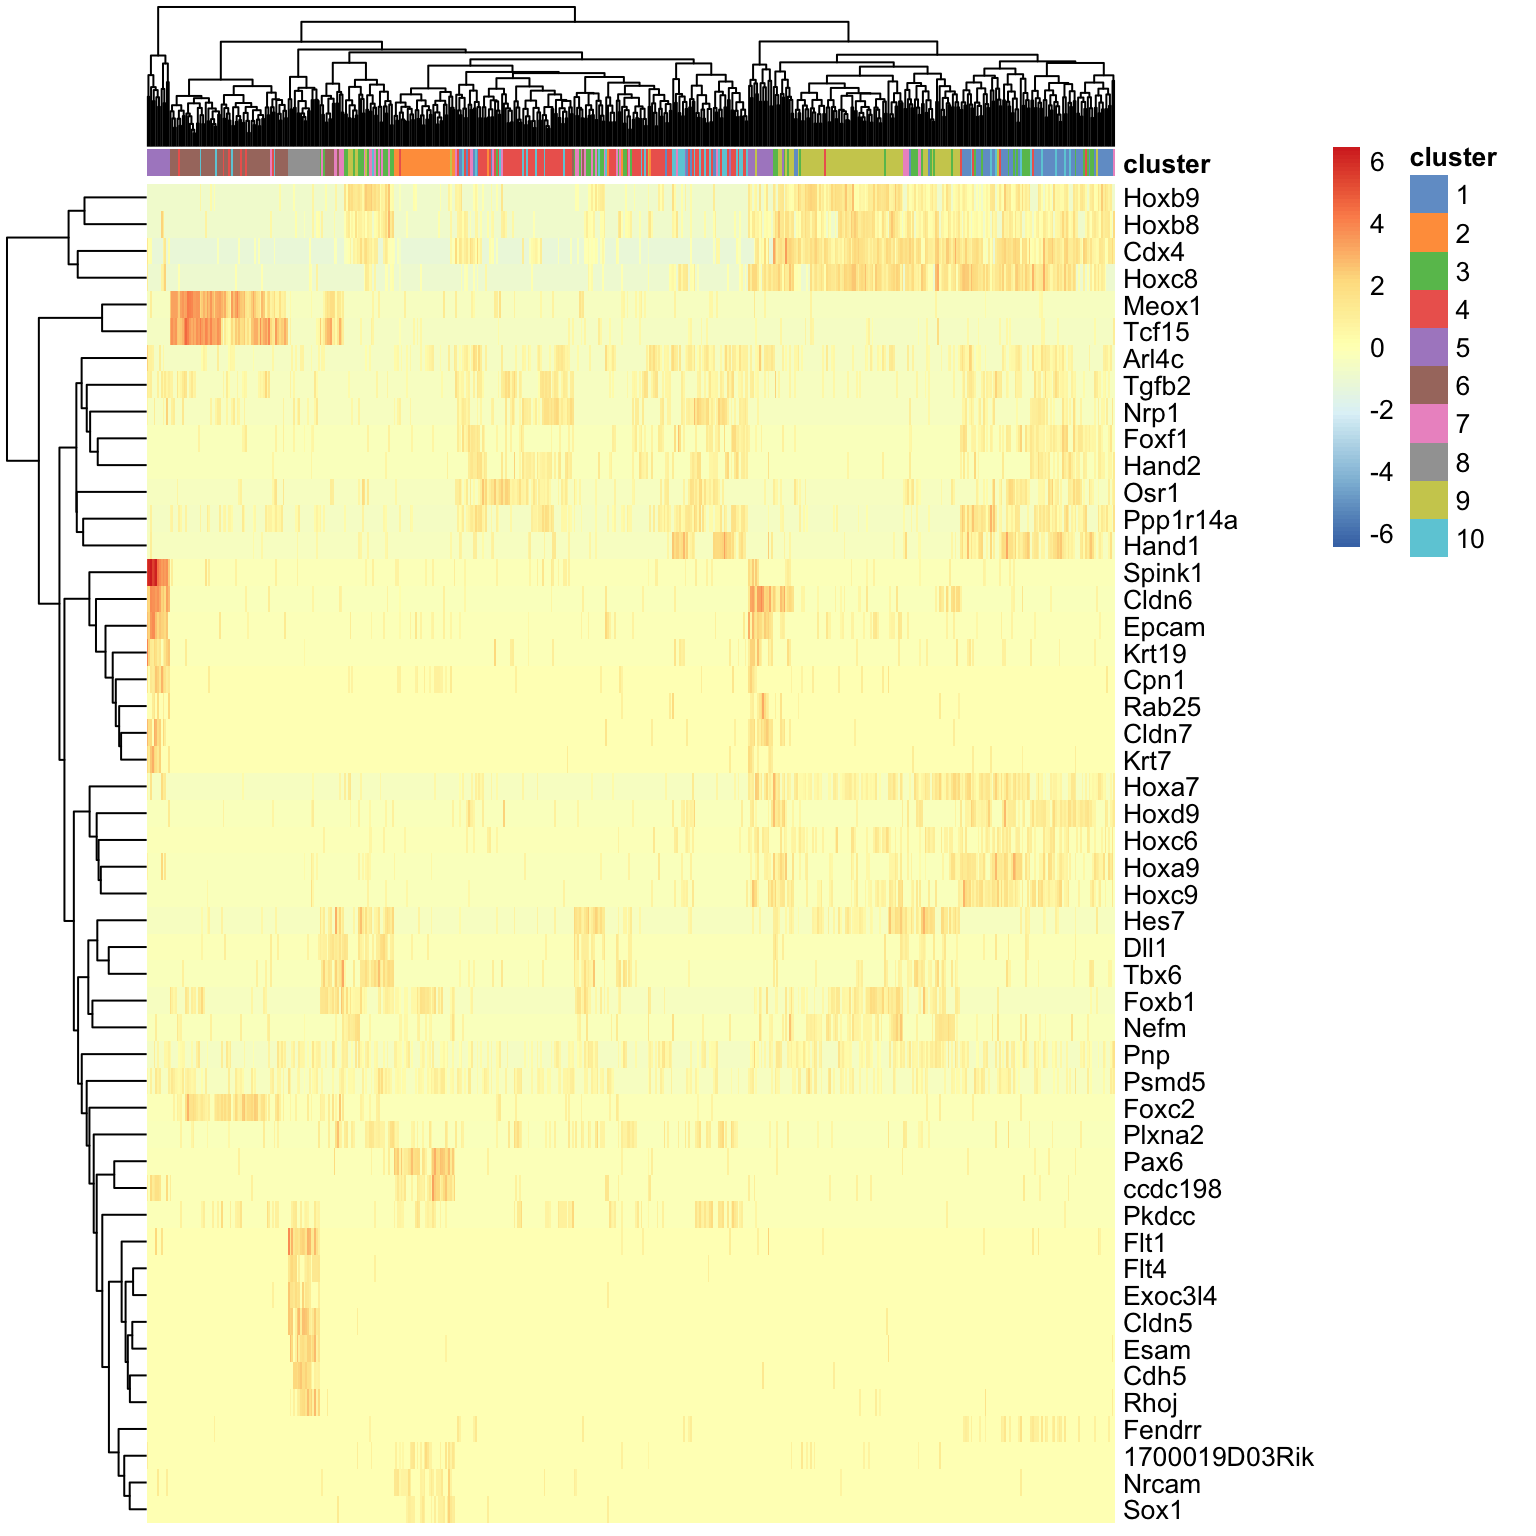 cluster
Hoxb9
Hoxb8
Cdx4
Hoxc8
Meox1
Tcf15
Arl4c
Tgfb2
Nrp1
Foxf1
Hand2
Osr1
Ppp1r14a
Hand1
Spink1
Cldn6
Epcam
Krt19
Cpn1
Rab25
Cldn7
Krt7
Hoxa7
Hoxd9
Hoxc6
Hoxa9
Hoxc9
Hes7
Dll1
Tbx6
Foxb1
Nefm
Pnp
Psmd5
Foxc2
Plxna2
Pax6
ccdc198
Pkdcc
Flt1
Flt4
Exoc3l4
Cldn5
Esam
Cdh5
Rhoj
Fendrr
1700019D03Rik
Nrcam
Sox1
6
4
2
0
-2
-4
-6
cluster
1
2
3
4
5
6
7
8
9
10